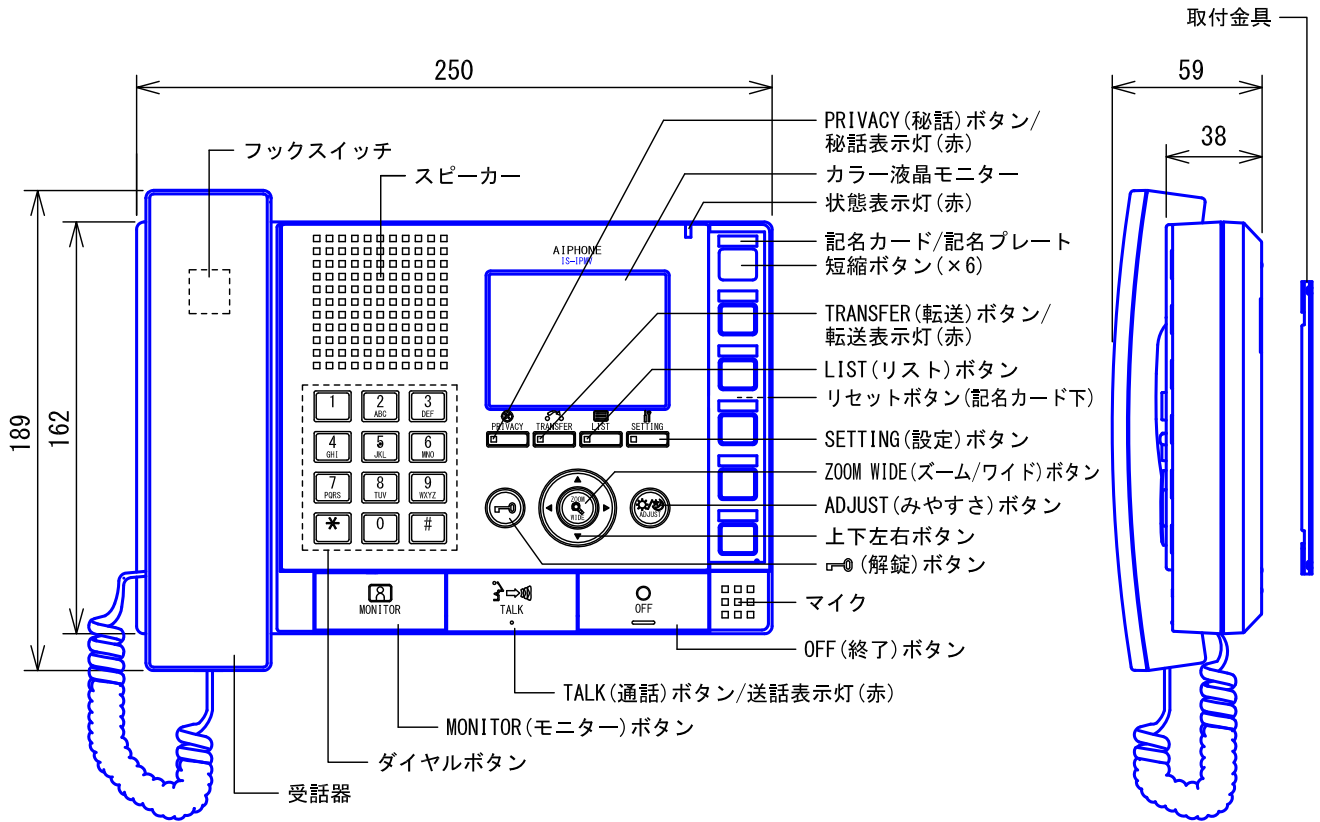 取付金具
250
59
38
フックスイッチ
スピーカー
PRIVACY(秘話)ボタン/
秘話表示灯(赤)
カラー液晶モニター
状態表示灯(赤)
記名カード/記名プレート
短縮ボタン(×6)
TRANSFER(転送)ボタン/
転送表示灯(赤)
LIST(リスト)ボタン
リセットボタン(記名カード下)
SETTING(設定)ボタン
ZOOM WIDE(ズーム/ワイド)ボタン
ADJUST(みやすさ)ボタン
上下左右ボタン
(解錠)ボタン
マイク
OFF(終了)ボタン
TALK(通話)ボタン/送話表示灯(赤)
MONITOR(モニター)ボタン
ダイヤルボタン
受話器
189
162
AIPHONE
IS-IPMV
PRIVACY
TRANSFER
LIST
SETTING
1
2
ABC
3
DEF
4
GHI
5
JKL
6
MNO
7
PQRS
8
TUV
9
WXYZ
*
0
#
ZOOM
WIDE
ADJUST
MONITOR
TALK
OFF